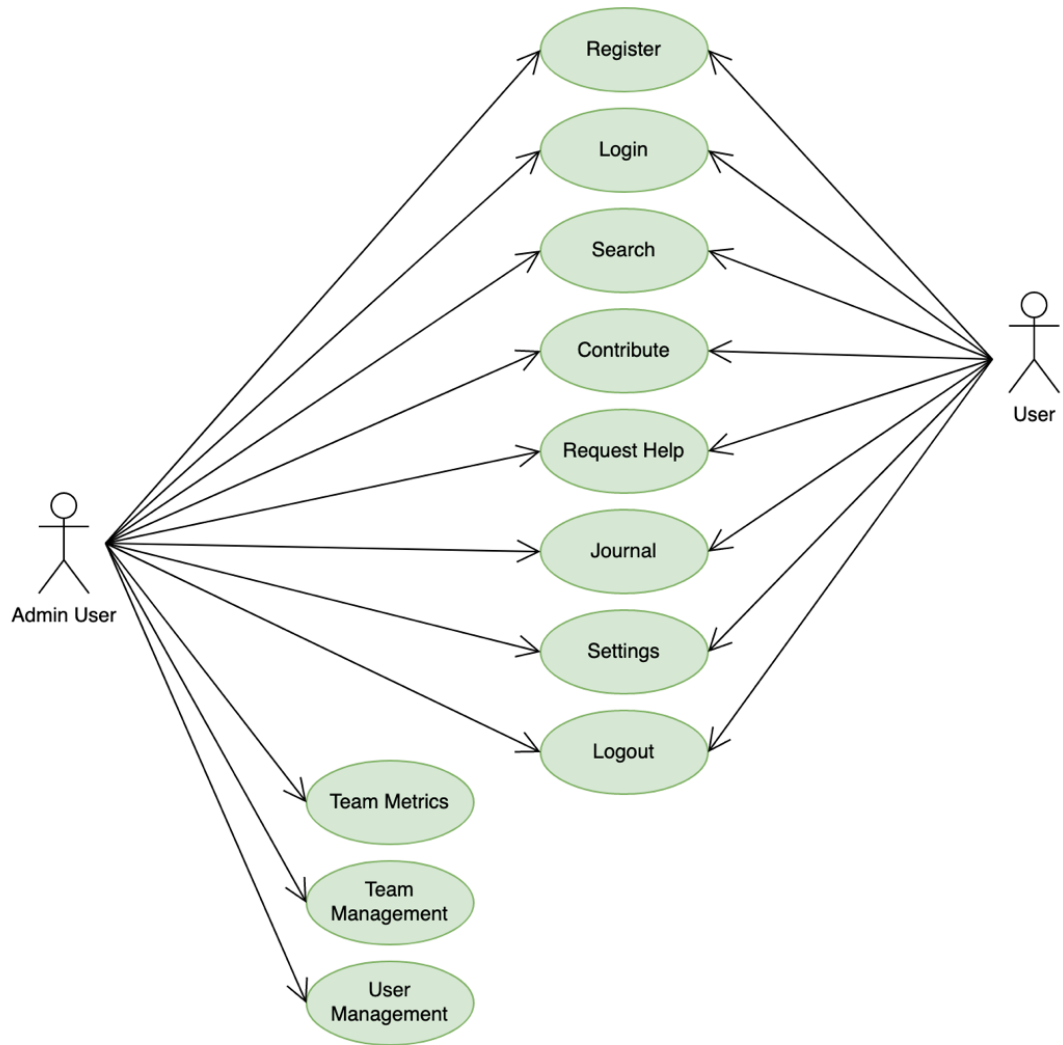 Register
Login
Search
Contribute
Request Help
Journal
Settings
Logout
Admin User
User
Team Metrics
Team
Management
User
Management